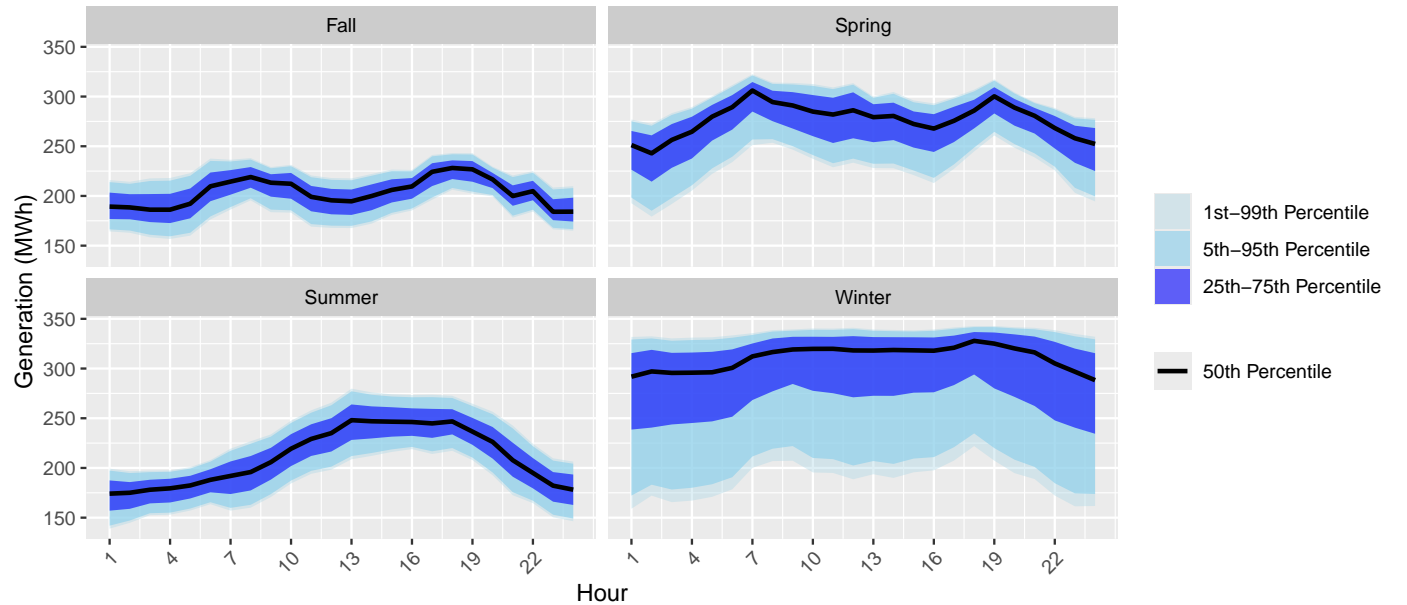 Fall
Spring
350
300
250
200
150
Summer
Winter
350
300
250
200
150
1
4
7
10
13
16
19
22
1
4
7
10
13
16
19
22
Hour
Generation (MWh)
1st−99th Percentile
5th−95th Percentile
25th−75th Percentile
50th Percentile